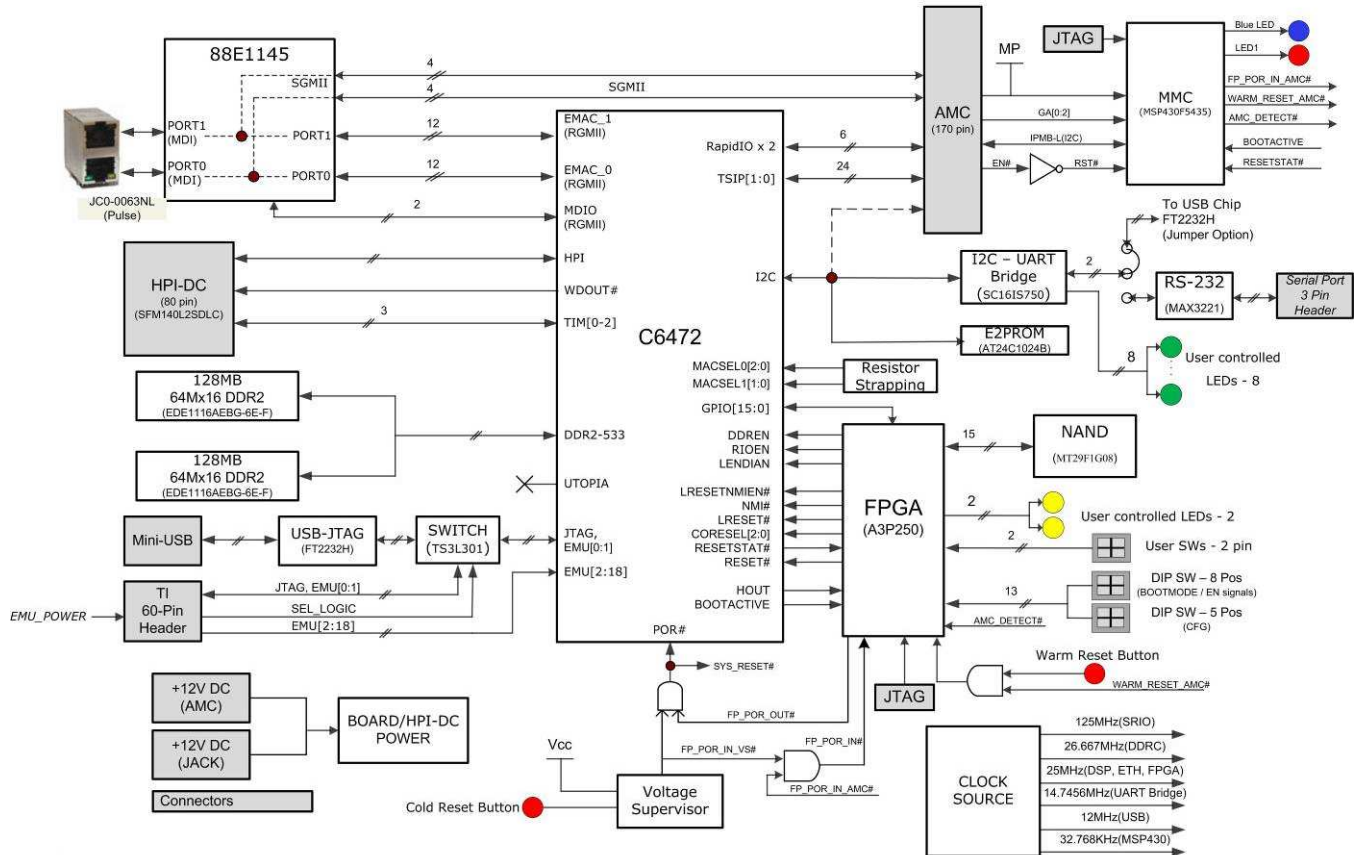 88E1145
SGMII
4
4
SGMII
PORT1
(MDI)
PORT1
12
PORT0
(MDI)
PORT0
12
2
JC0-0063NL
(Pulse)
HPI-DC
(80 pin)
(SFM140L2SDLC)
3
128MB
64Mx16 DDR2
(EDE1116AEBG-6E-F)
128MB
64Mx16 DDR2
(EDE1116AEBG-6E-F)
Mini-USB
USB-JTAG
(FT2232H)
SWITCH
(TS3L301)
EMU_POWER
TI
60-Pin
Header
JTAG, EMU[0:1]
SEL_LOGIC
EMU[2:18]
+12V DC
(AMC)
+12V DC
(JACK)
BOARD/HPI-DC
POWER
Connectors
C6472
EMAC_1
(RGMII)
EMAC_0
(RGMII)
MDIO
(RGMII)
HPI
WDOUT#
TIM[0-2]
DDR2-533
UTOPIA
JTAG,
EMU[0:1]
EMU[2:18]
POR#
RapidIO x 2
TSIP[1:0]
I2C
MACSEL0[2:0]
MACSEL1[1:0]
GPIO[15:0]
DDREN
RIOEN
LENDIAN
LRESETNMIEN#
NMI#
LRESET#
CORESEL[2:0]
RESETSTAT#
RESET#
HOUT
BOOTACTIVE
6
24
AMC
(170 pin)
MP
GA[0:2]
IPMB-L(I2C)
EN#
RST#
JTAG
MMC
(MSP430F5435)
Blue LED
LED1
FP_POR_IN_AMC#
WARM_RESET_AMC#
AMC_DETECT#
BOOTACTIVE
RESETSTAT#
To USB Chip
FT2232H
(Jumper Option)
I2C – UART
Bridge
(SC16IS750)
2
RS-232
(MAX3221)
Serial Port
3 Pin
Header
E2PROM
(AT24C1024B)
8
User controlled
LEDs - 8
Resistor
Strapping
FPGA
(A3P250)
15
NAND
(MT29F1G08)
2
User controlled LEDs - 2
2
User SWs - 2 pin
13
DIP SW – 8 Pos
(BOOTMODE / EN signals)
DIP SW – 5 Pos
(CFG)
AMC_DETECT#
JTAG
Warm Reset Button
WARM_RESET_AMC#
SYS_RESET#
FP_POR_OUT#
FP_POR_IN_VS#
FP_POR_IN#
FP_POR_IN_AMC#
Vcc
Cold Reset Button
Voltage
Supervisor
CLOCK
SOURCE
125MHz(SRIO)
26.667MHz(DDRC)
25MHz(DSP, ETH, FPGA)
14.7456MHz(UART Bridge)
12MHz(USB)
32.768KHz(MSP430)